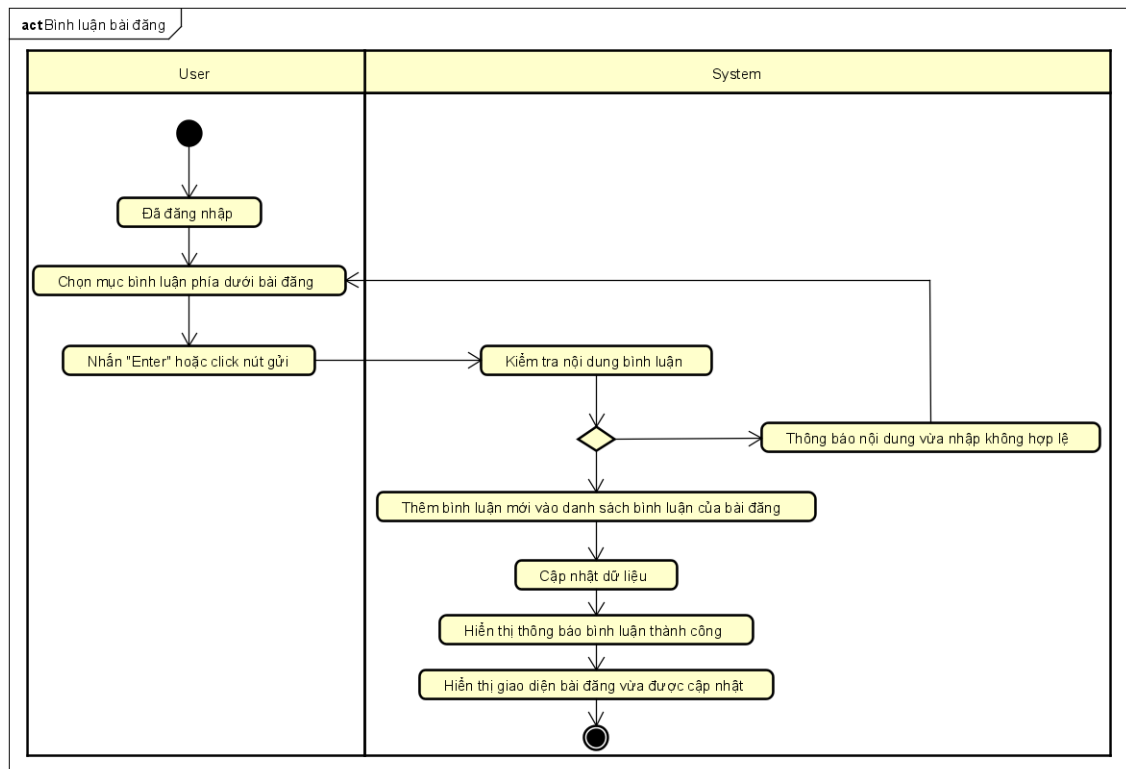 act Bình luận bài đăng
User
System
Đã đăng nhập
Chọn mục bình luận phía dưới bài đăng
Nhấn "Enter" hoặc click nút gửi
Kiểm tra nội dung bình luận
Thông báo nội dung vừa nhập không hợp lệ
Thêm bình luận mới vào danh sách bình luận của bài đăng
Cập nhật dữ liệu
Hiển thị thông báo bình luận thành công
Hiển thị giao diện bài đăng vừa được cập nhật